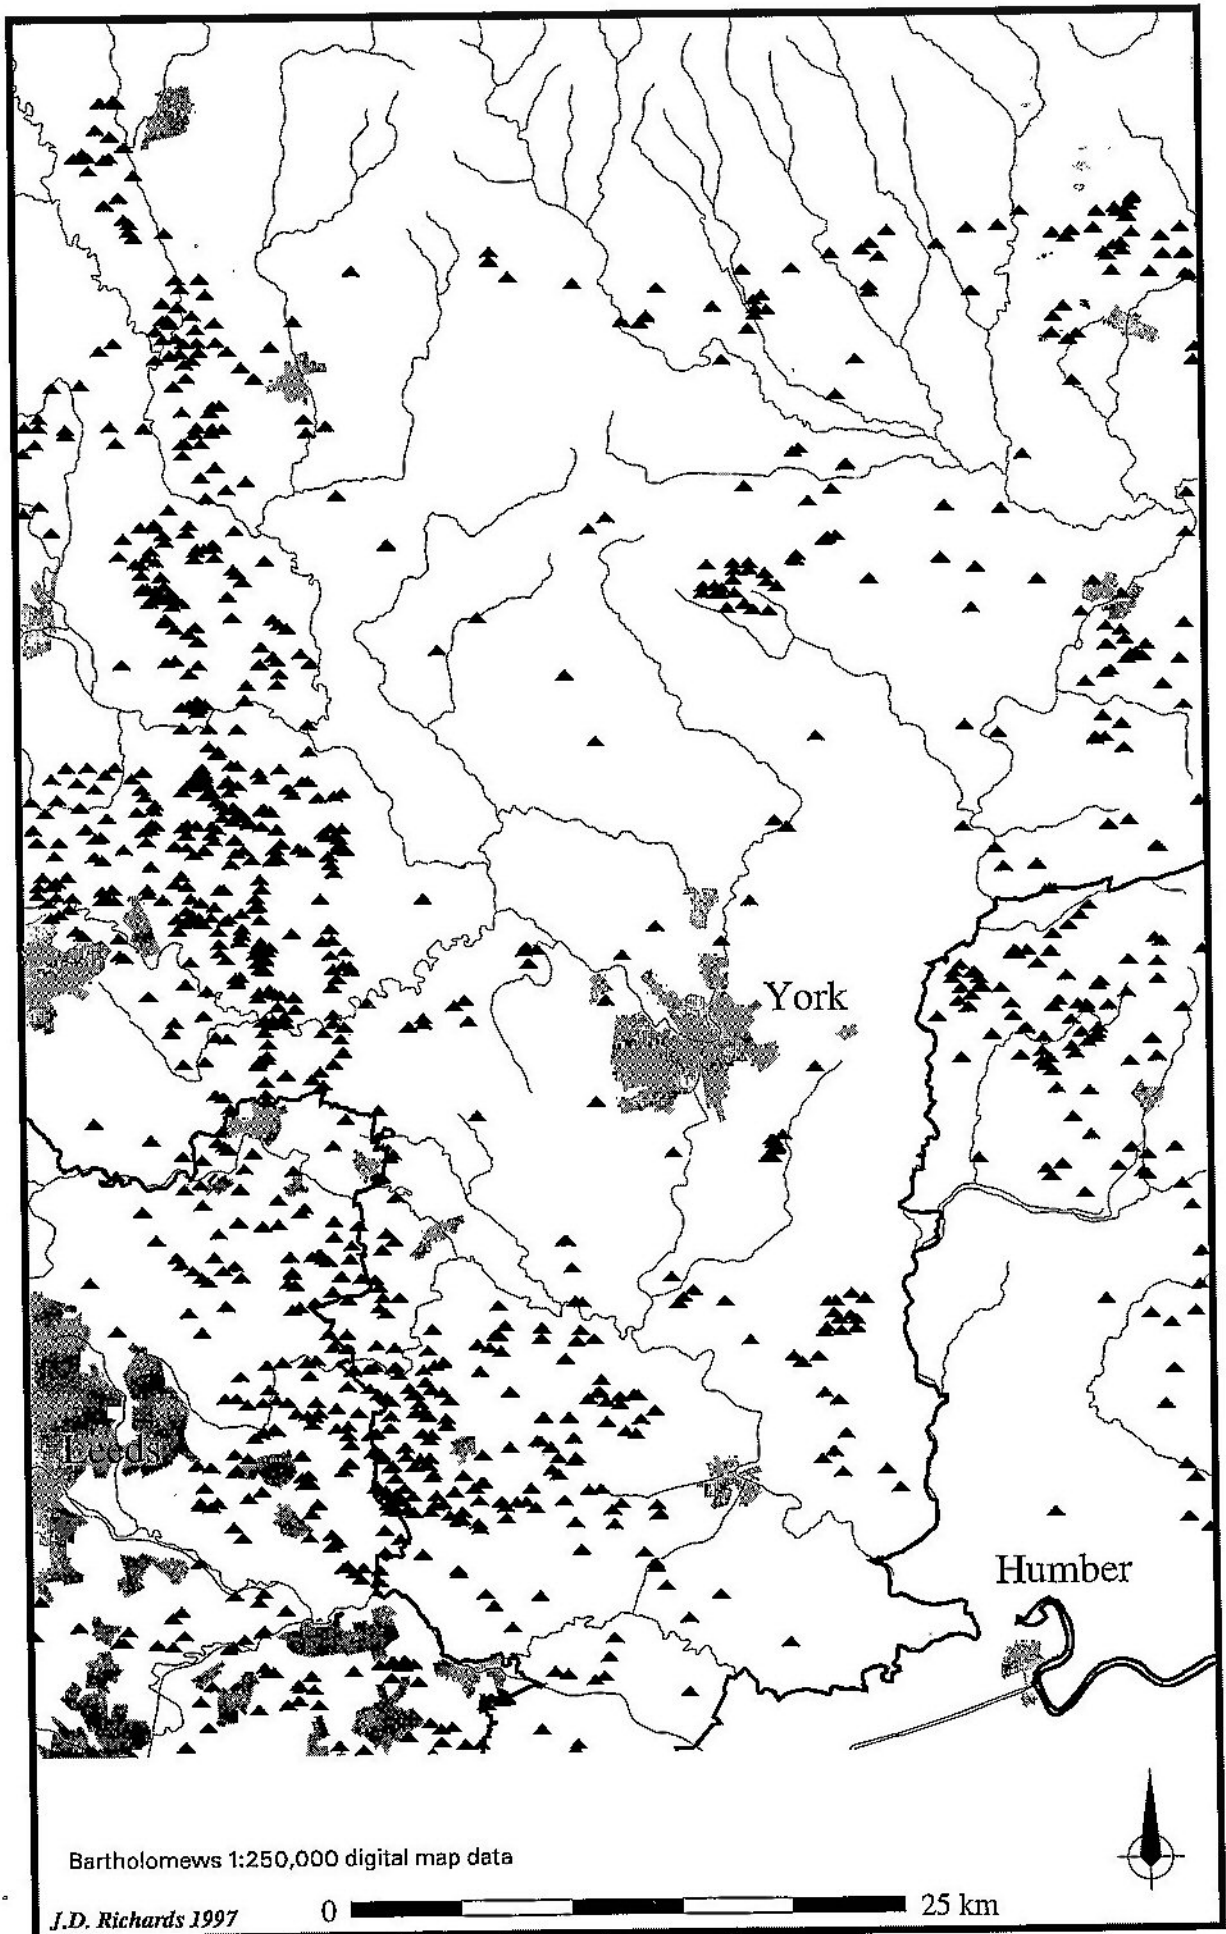 York
Leeds
Humber
Bartholomews 1:250,000 digital map data
J.D. Richards 1997
0
25 km